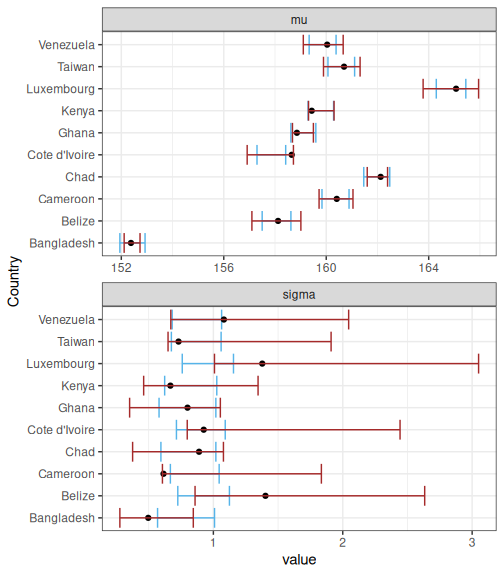 mu
Venezuela
Taiwan
Luxembourg
Kenya
Ghana
Cote d'Ivoire
Chad
Cameroon
Belize
Bangladesh
152 156 160 164
Country
sigma
Venezuela
Taiwan
Luxembourg
Kenya
Ghana
Cote d'Ivoire
Chad
Cameroon
Belize
Bangladesh
1 2 3
value